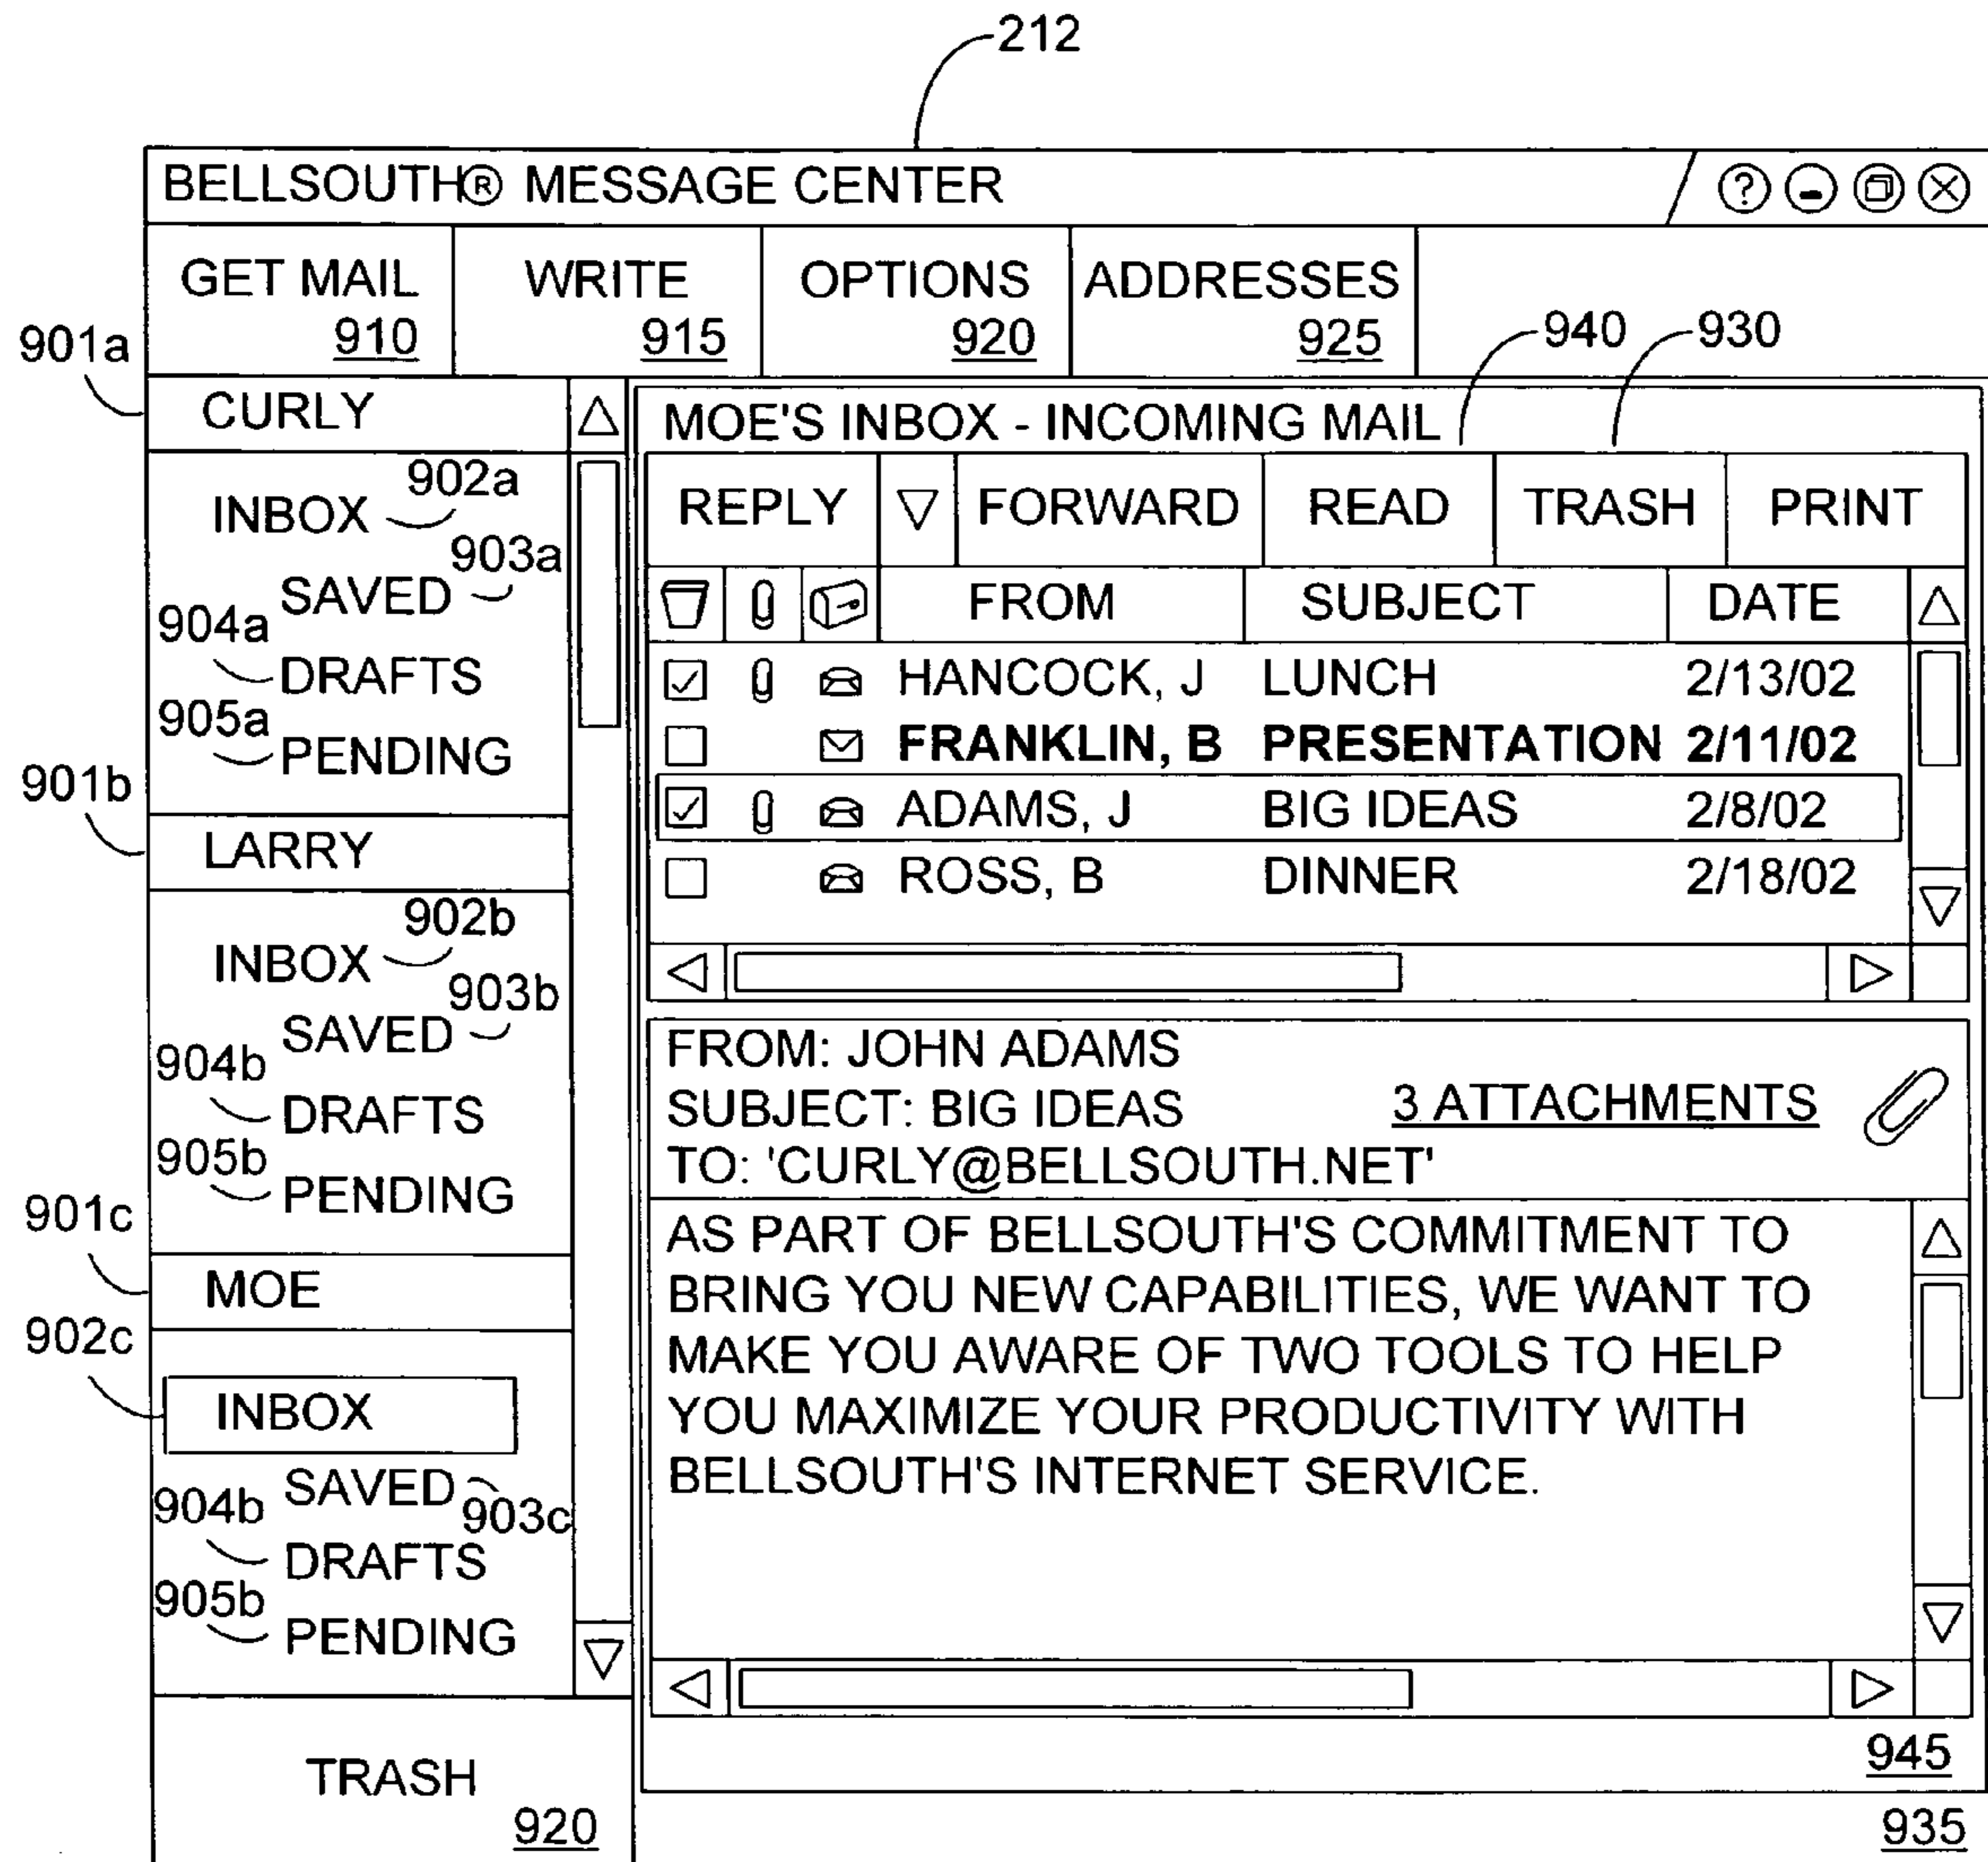 212
BELLSOUTH® MESSAGE CENTER
?
GET MAIL
910
WRITE
915
OPTIONS
920
ADDRESSES
925
940
930
901a
CURLY
INBOX
902a
SAVED
903a
904a
DRAFTS
905a
PENDING
901b
LARRY
INBOX
902b
SAVED
903b
904b
DRAFTS
905b
PENDING
901c
MOE
902c
INBOX
SAVED
903c
904b
DRAFTS
905b
PENDING
TRASH
920
MOE'S INBOX - INCOMING MAIL
REPLY FORWARD READ TRASH PRINT
FROM SUBJECT DATE
HANCOCK, J LUNCH 2/13/02
FRANKLIN, B PRESENTATION 2/11/02
ADAMS, J BIG IDEAS 2/8/02
ROSS, B DINNER 2/18/02
FROM: JOHN ADAMS
SUBJECT: BIG IDEAS
3 ATTACHMENTS
TO: 'CURLY@BELLSOUTH.NET'
AS PART OF BELLSOUTH'S COMMITMENT TO
BRING YOU NEW CAPABILITIES, WE WANT TO
MAKE YOU AWARE OF TWO TOOLS TO HELP
YOU MAXIMIZE YOUR PRODUCTIVITY WITH
BELLSOUTH'S INTERNET SERVICE.
945
935